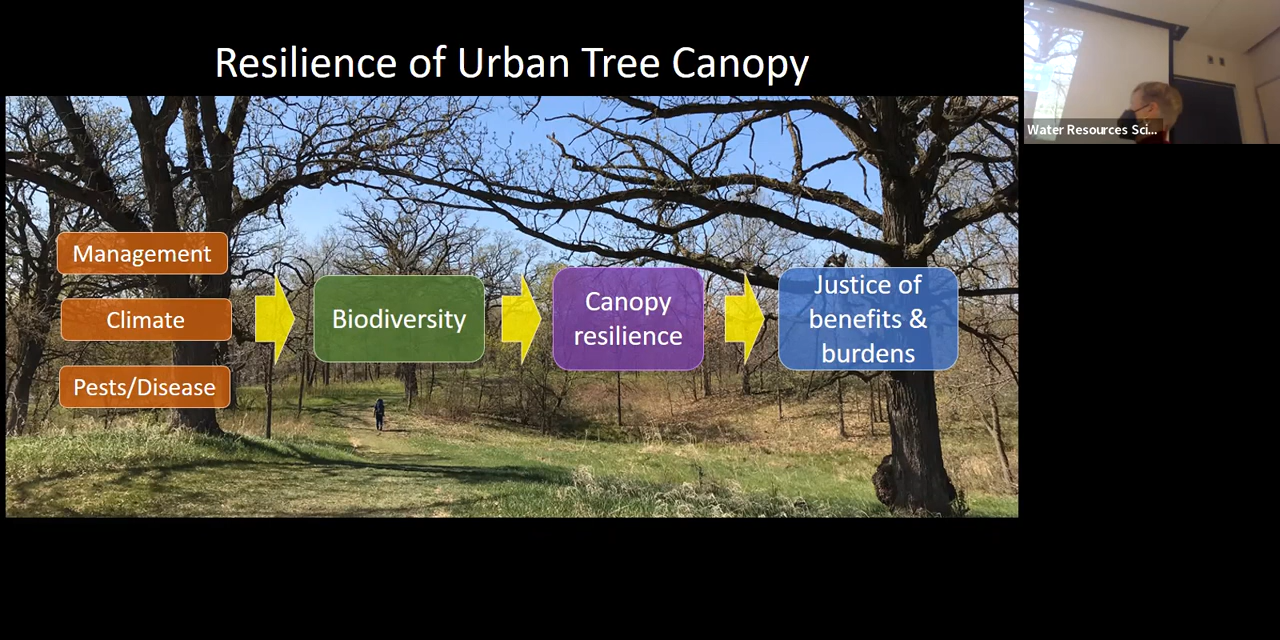 Resilience of Urban Tree Canopy
Management
Climate
Pests/Disease
Biodiversity
Canopy
resilience
Justice of
benefits &
burdens
Water Resources Sci...